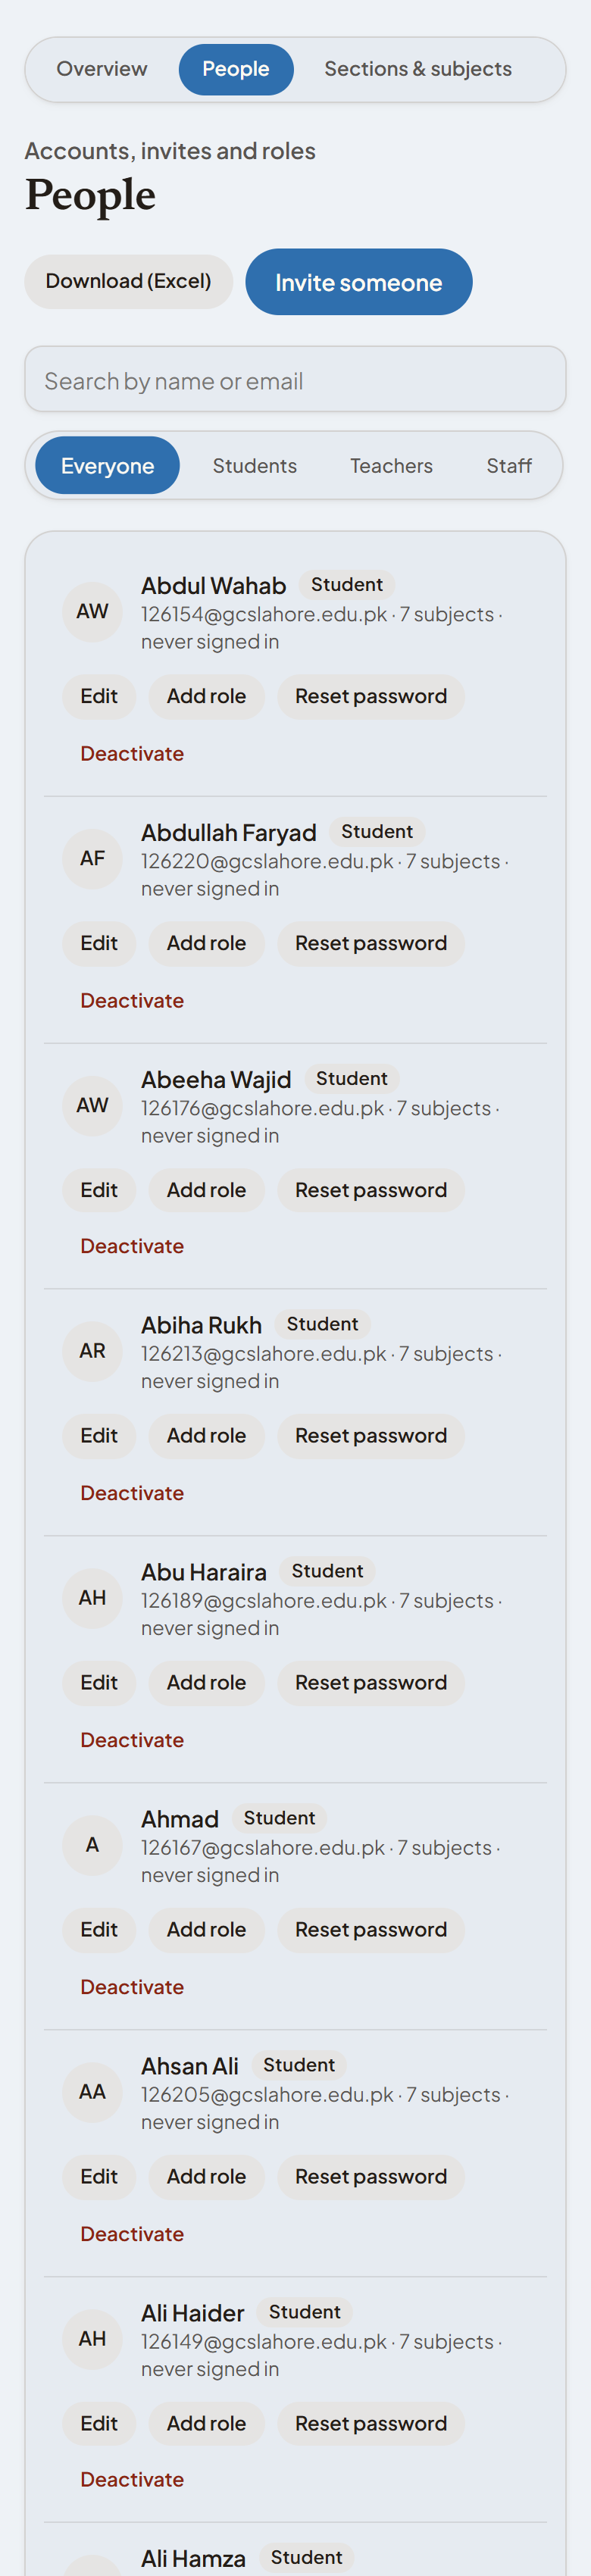 Overview People Sections & subjects
Accounts, invites and roles
People
Download (Excel) Invite someone
Search by name or email
Everyone Students Teachers Staff
AW Abdul Wahab Student
126154@gcslahore.edu.pk · 7 subjects ·
never signed in
Edit Add role Reset password
Deactivate
AF Abdullah Faryad Student
126220@gcslahore.edu.pk · 7 subjects ·
never signed in
Edit Add role Reset password
Deactivate
AW Abeeha Wajid Student
126176@gcslahore.edu.pk · 7 subjects ·
never signed in
Edit Add role Reset password
Deactivate
AR Abiha Rukh Student
126213@gcslahore.edu.pk · 7 subjects ·
never signed in
Edit Add role Reset password
Deactivate
AH Abu Haraira Student
126189@gcslahore.edu.pk · 7 subjects ·
never signed in
Edit Add role Reset password
Deactivate
A Ahmad Student
126167@gcslahore.edu.pk · 7 subjects ·
never signed in
Edit Add role Reset password
Deactivate
AA Ahsan Ali Student
126205@gcslahore.edu.pk · 7 subjects ·
never signed in
Edit Add role Reset password
Deactivate
AH Ali Haider Student
126149@gcslahore.edu.pk · 7 subjects ·
never signed in
Edit Add role Reset password
Deactivate
Ali Hamza Student